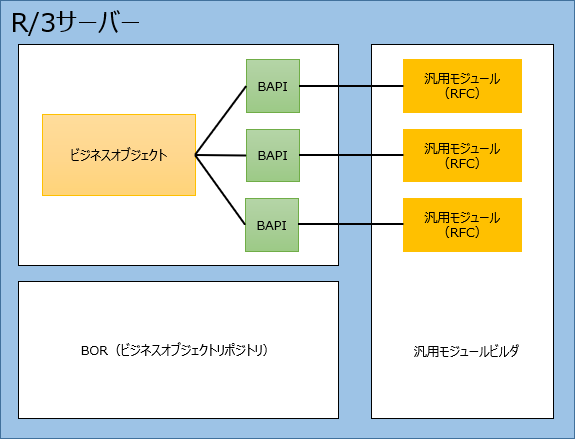 R/3サーバー
BAPI
汎用モジュール
（RFC）
ビジネスオブジェクト
BAPI
汎用モジュール
（RFC）
BAPI
汎用モジュール
（RFC）
BOR（ビジネスオブジェクトリポジトリ）
汎用モジュールビルダ